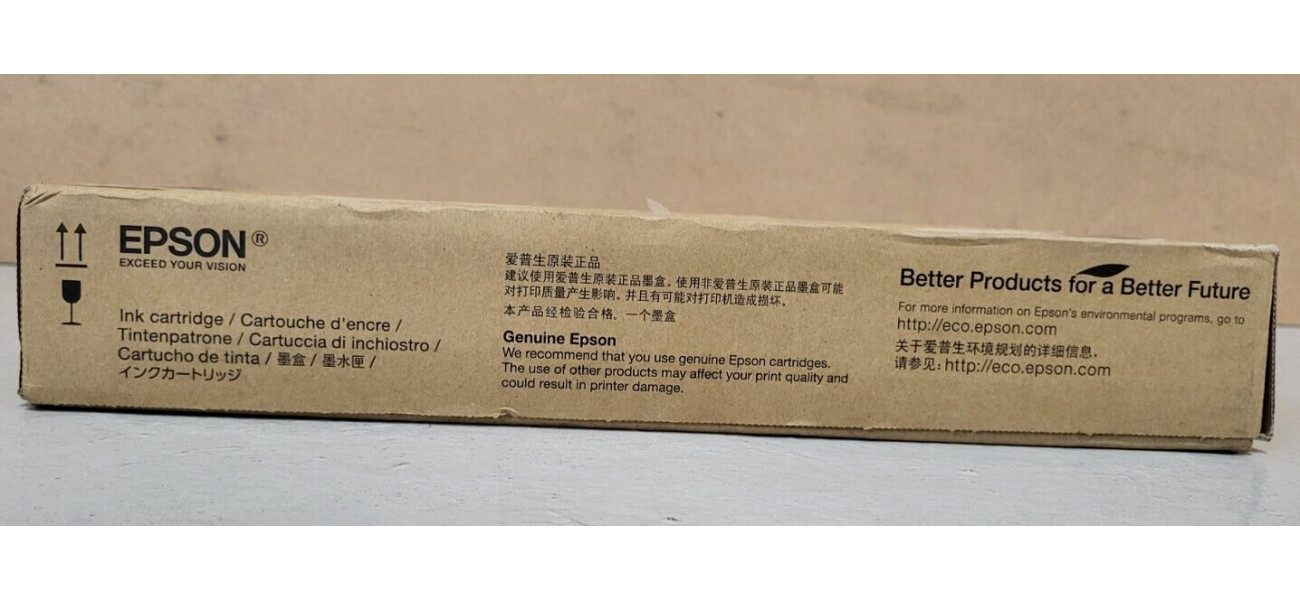 EPSON®
EXCEED YOUR VISION
Ink cartridge / Cartouche d'encre /
Tintenpatrone / Cartuccia di inchiostro /
Cartucho de tinta / 墨盒 / 墨水匣 /
インクカートリッジ
爱普生原装正品
建议使用爱普生原装正品墨盒。使用非爱普生原装正品墨盒可能
对打印质量产生影响，并且有可能对打印机造成损坏。
本产品经检验合格。一个墨盒
Genuine Epson
We recommend that you use genuine Epson cartridges.
The use of other products may affect your print quality and
could result in printer damage.
Better Products for a Better Future
For more information on Epson's environmental programs, go to
http://eco.epson.com
关于爱普生环境规划的详细信息，
请参见：http://eco.epson.com